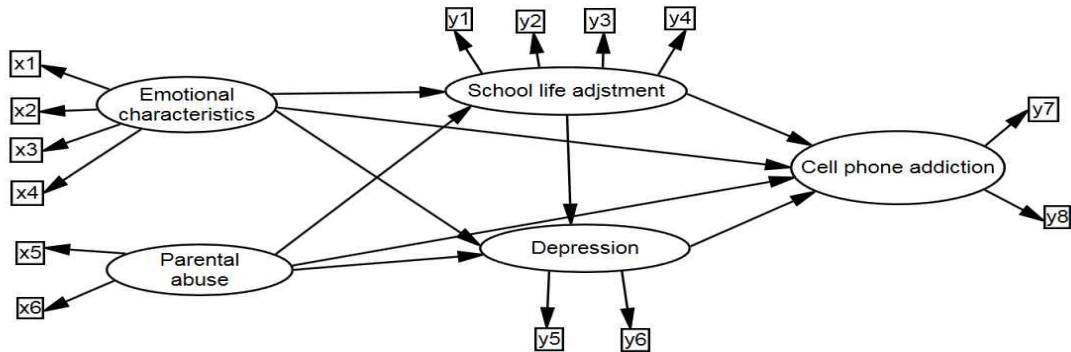 y1
y2
y3
y4
x1
Emotional
characteristics
School life adjstment
x2
x3
x4
y7
Cell phone addiction
y8
x5
Parental
abuse
Depression
x6
y5
y6